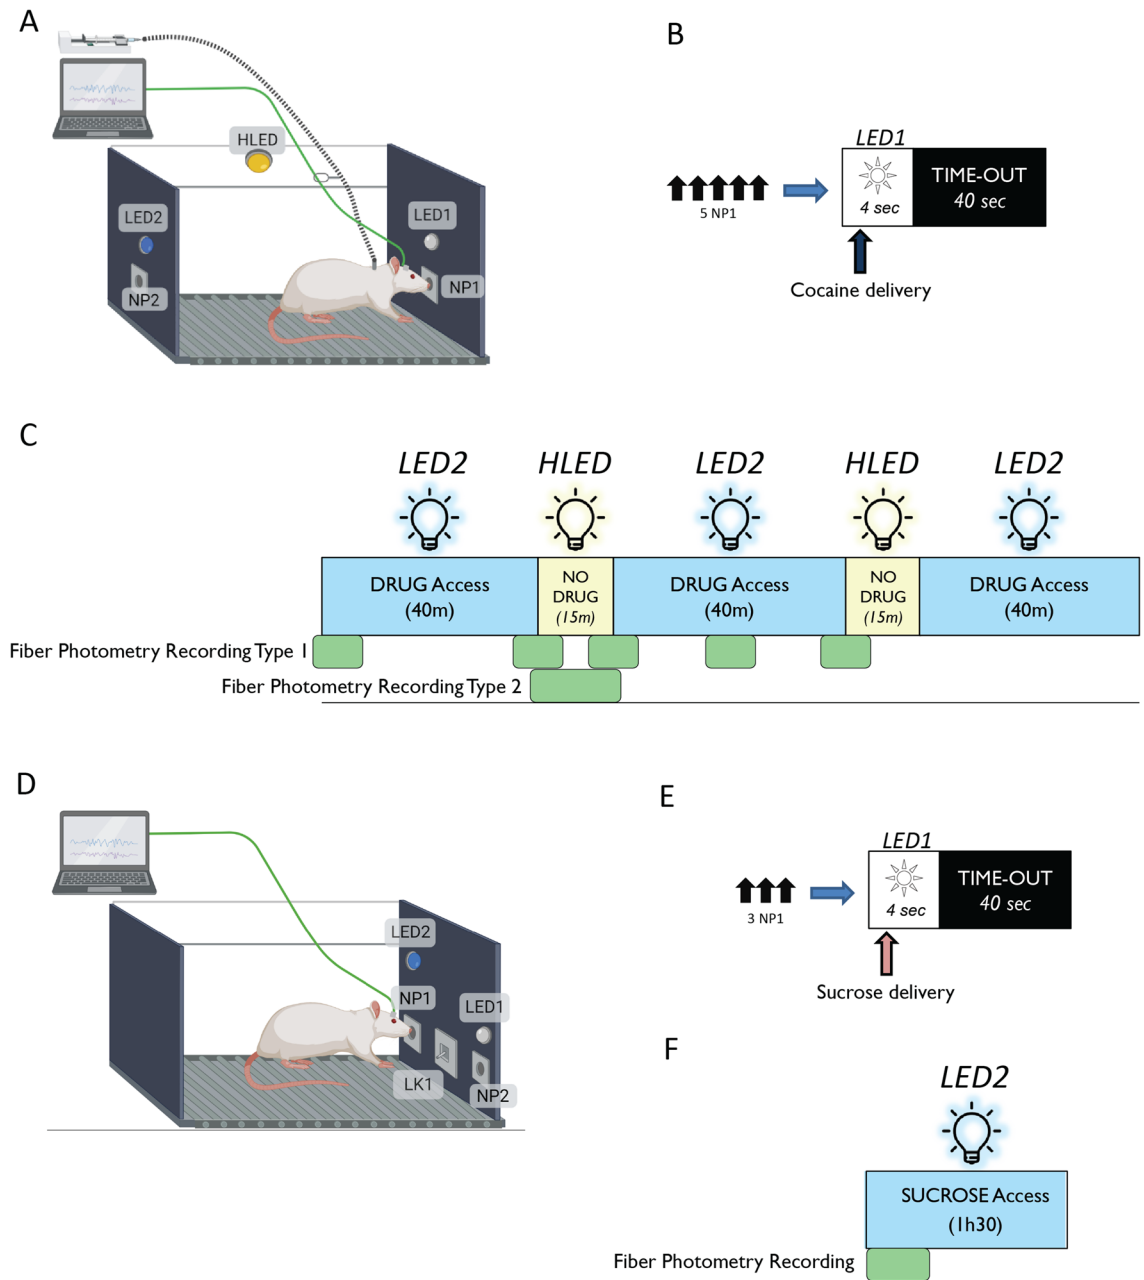 A
HLED
LED2
NP2
LED1
NP1
B
LED1
4 sec
TIME-OUT
40 sec
5 NP1
Cocaine delivery
C
LED2
HLED
LED2
HLED
LED2
DRUG Access
(40m)
NO
DRUG
(15m)
DRUG Access
(40m)
NO
DRUG
(15m)
DRUG Access
(40m)
Fiber Photometry Recording Type 1
Fiber Photometry Recording Type 2
D
LED2
NP1
LED1
LK1
NP2
E
LED1
4 sec
TIME-OUT
40 sec
3 NP1
Sucrose delivery
F
LED2
SUCROSE Access
(1h30)
Fiber Photometry Recording